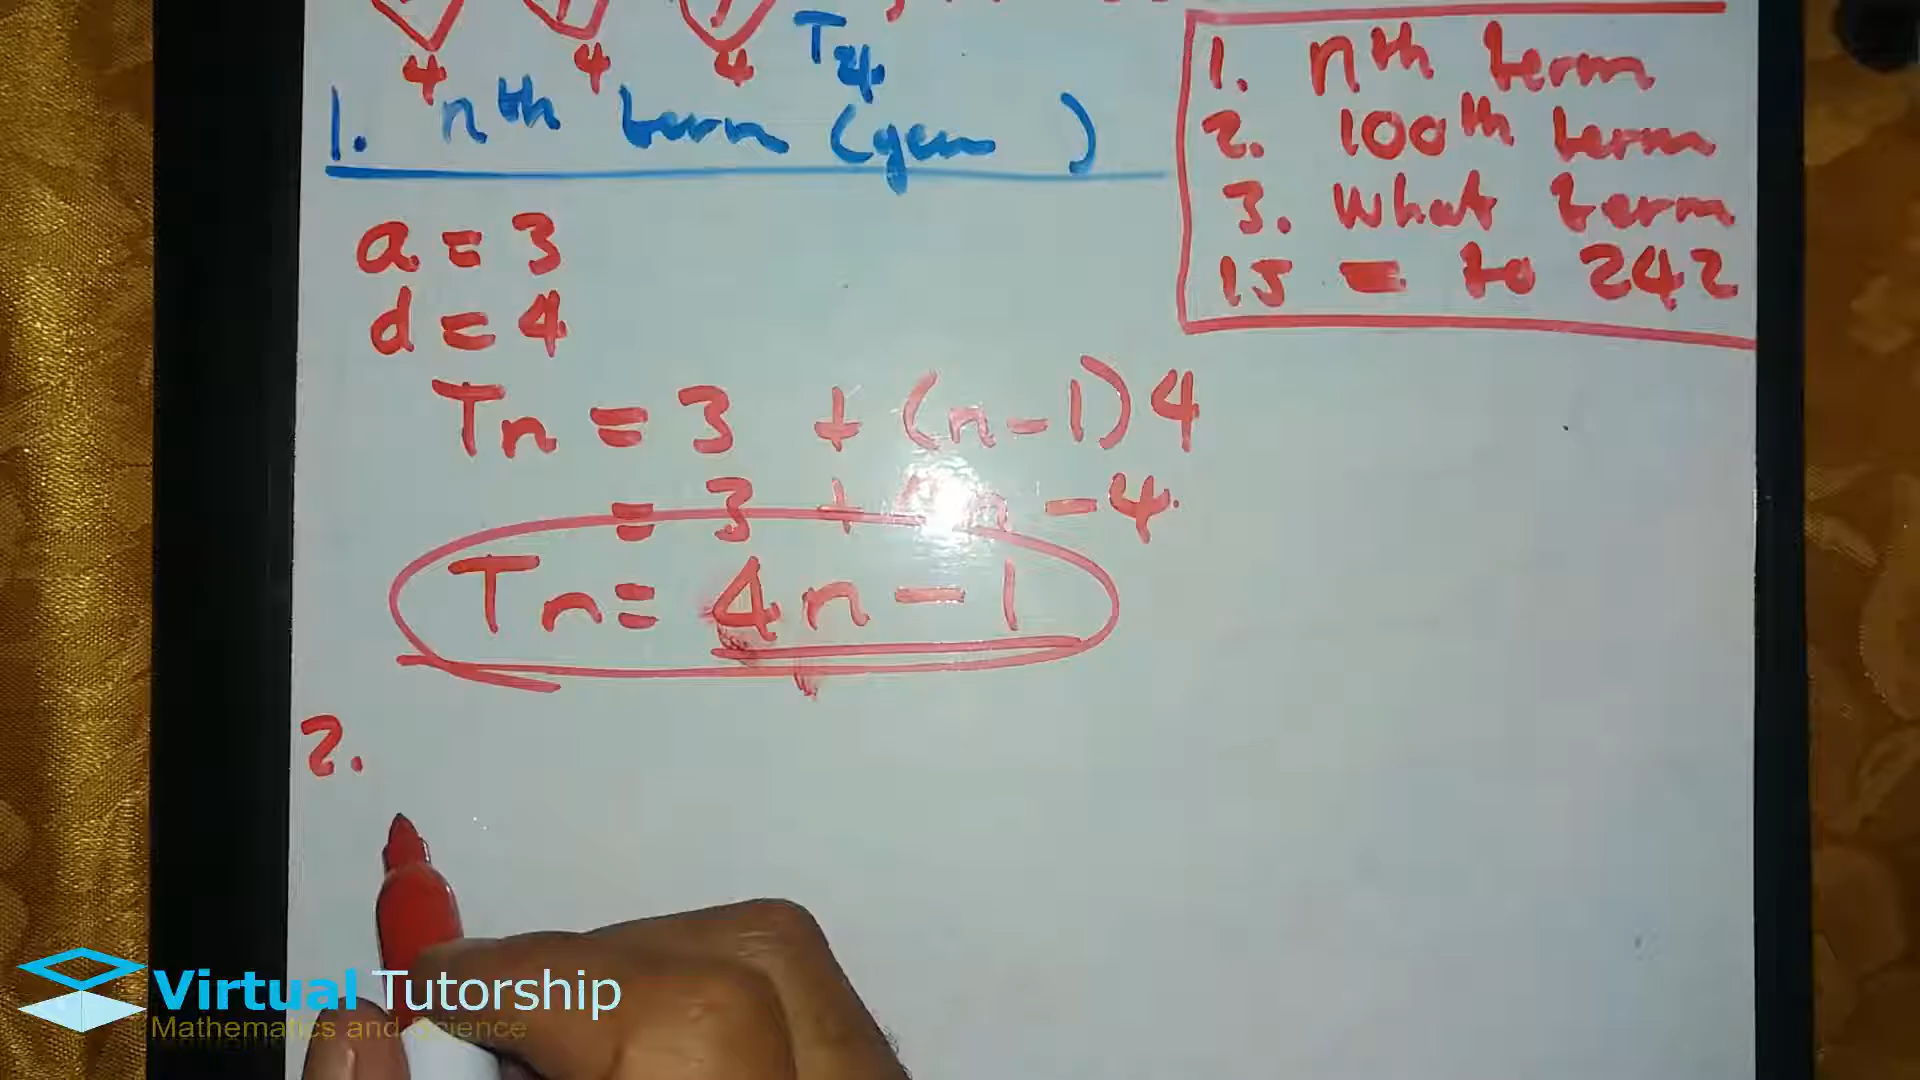 4 4 4 T24
1. nth term (gen )
a = 3
d = 4
Tn = 3 + (n-1)4
= 3 + 4n - 4
Tn = 4n - 1
2.
1. nth term
2. 100th term
3. What term
is = to 242
Virtual Tutorship
Mathematics and Science